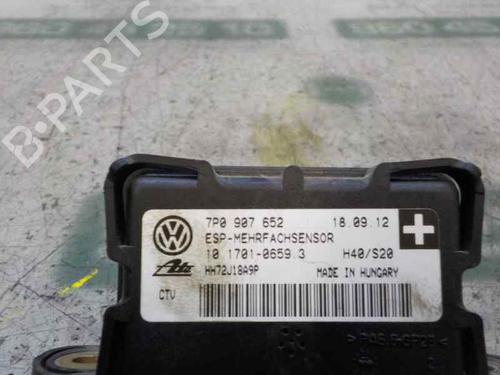 B-PARTS
7P0 907 652 18.09.12
ESP-MEHRFACHSENSOR
10.1701-0659.3 H40/S20
Ate HH72J18A9P MADE IN HUNGARY
CTV